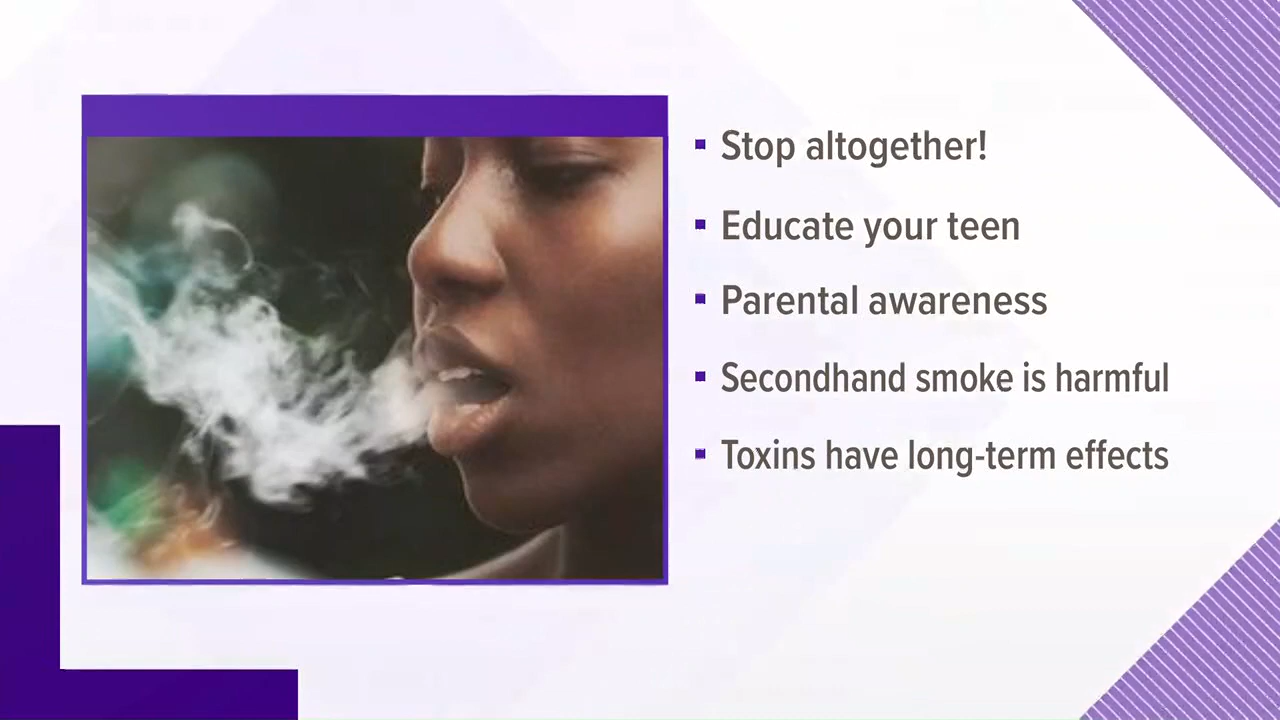 Stop altogether!
Educate your teen
Parental awareness
Secondhand smoke is harmful
Toxins have long-term effects